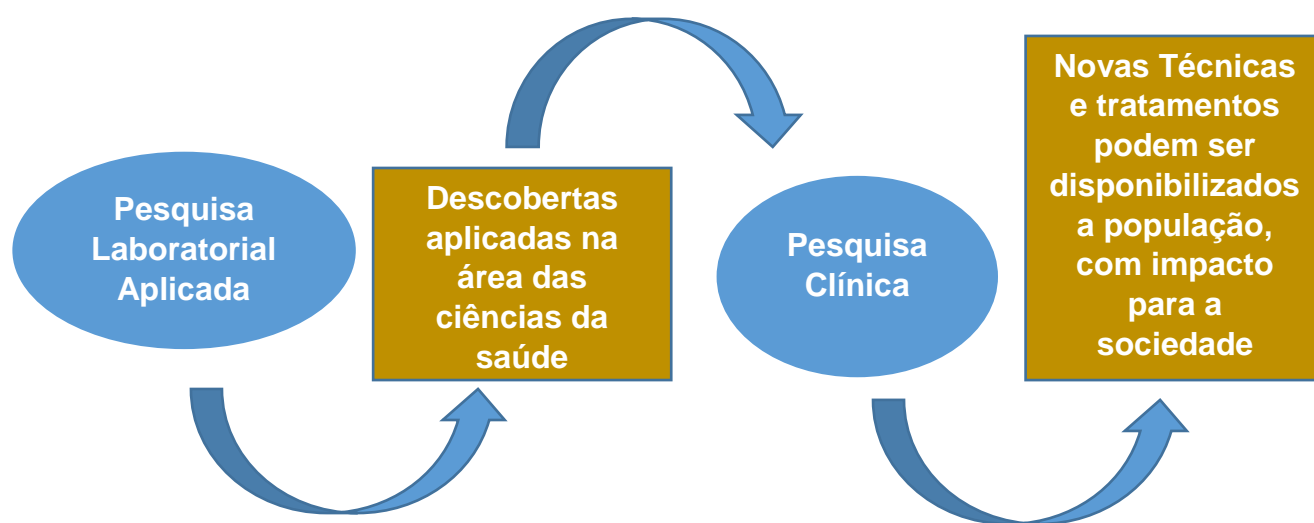 Pesquisa
Laboratorial
Aplicada
Descobertas
aplicadas na
área das
ciências da
saúde
Pesquisa
Clínica
Novas Técnicas
e tratamentos
podem ser
disponibilizados
a população,
com impacto
para a
sociedade